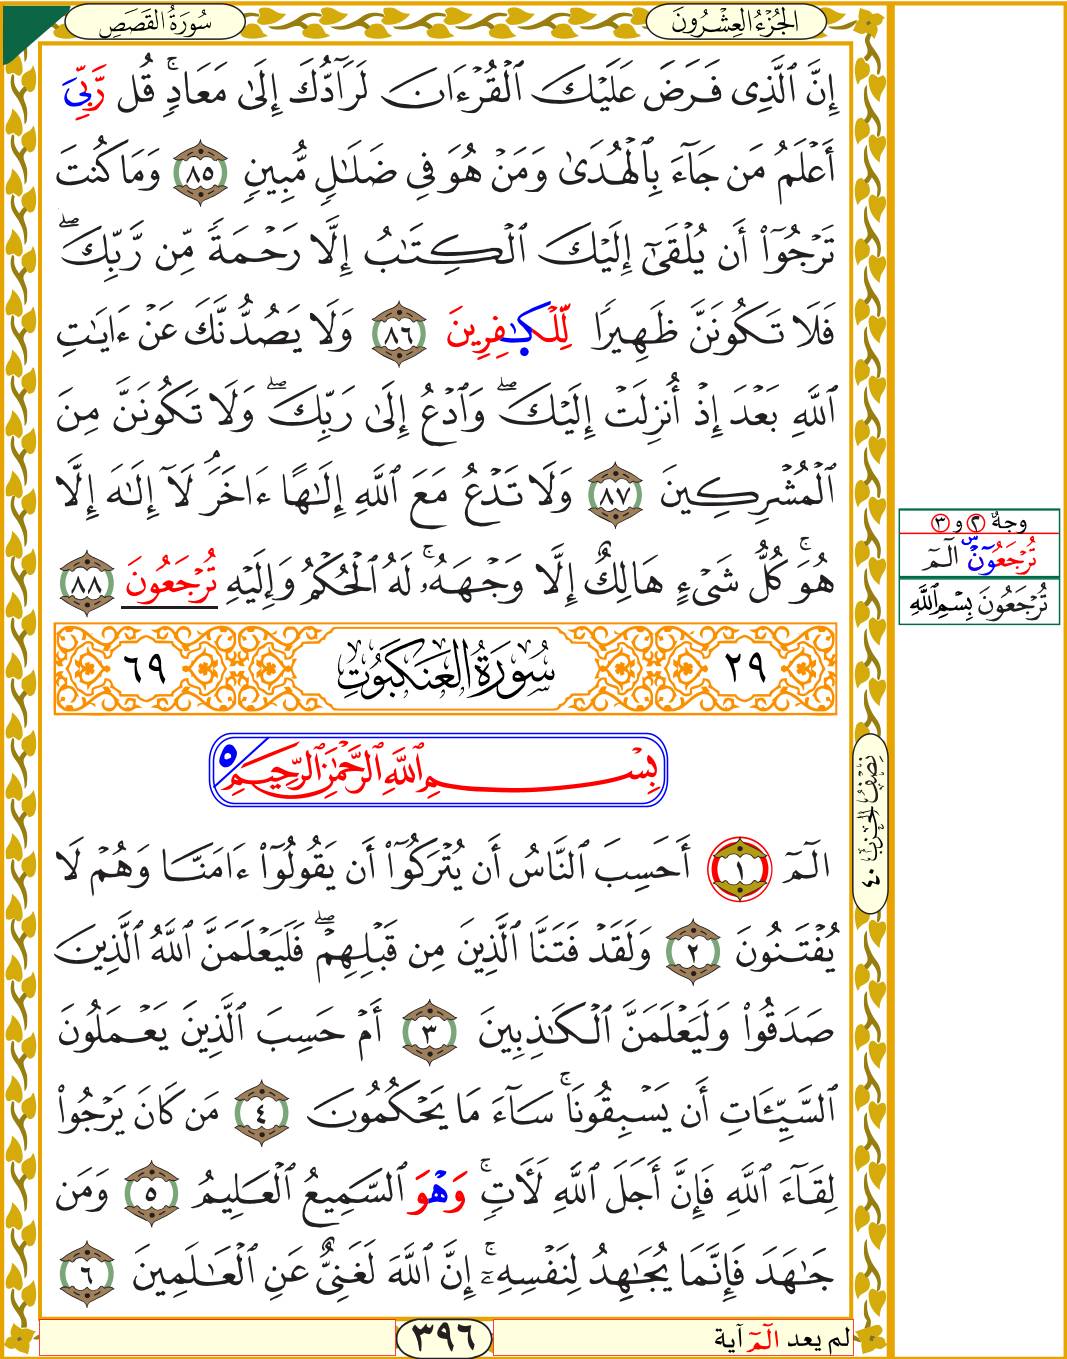 الجُزْءُ العِشْرُونَ
سُورَةُ القَصَصِ
إِنَّ ٱلَّذِى فَرَضَ عَلَيْكَ ٱلْقُرْءَانَ لَرَآدُّكَ إِلَىٰ مَعَادٍ ۚ قُل رَّبِّىَ
أَعْلَمُ مَن جَآءَ بِٱلْهُدَىٰ وَمَنْ هُوَ فِى ضَلَـٰلٍ مُّبِينٍ ٨٥ وَمَا كُنتَ
تَرْجُوٓا۟ أَن يُلْقَىٰٓ إِلَيْكَ ٱلْكِتَـٰبُ إِلَّا رَحْمَةً مِّن رَّبِّكَ ۖ
فَلَا تَكُونَنَّ ظَهِيرًا لِّلْكَـٰفِرِينَ ٨٦ وَلَا يَصُدُّنَّكَ عَنْ ءَايَـٰتِ
ٱللَّهِ بَعْدَ إِذْ أُنزِلَتْ إِلَيْكَ ۖ وَٱدْعُ إِلَىٰ رَبِّكَ ۖ وَلَا تَكُونَنَّ مِنَ
ٱلْمُشْرِكِينَ ٨٧ وَلَا تَدْعُ مَعَ ٱللَّهِ إِلَـٰهًا ءَاخَرَ ۘ لَآ إِلَـٰهَ إِلَّا
هُوَ ۚ كُلُّ شَىْءٍ هَالِكٌ إِلَّا وَجْهَهُۥ ۚ لَهُ ٱلْحُكْمُ وَإِلَيْهِ تُرْجَعُونَ ٨٨
٢٩ سُورَةُ العَنكَبُوتِ ٦٩
بِسْمِ ٱللَّهِ ٱلرَّحْمَـٰنِ ٱلرَّحِيمِ ٥
الٓمٓ ١ أَحَسِبَ ٱلنَّاسُ أَن يُتْرَكُوٓا۟ أَن يَقُولُوٓا۟ ءَامَنَّا وَهُمْ لَا
يُفْتَنُونَ ٢ وَلَقَدْ فَتَنَّا ٱلَّذِينَ مِن قَبْلِهِمْ ۖ فَلَيَعْلَمَنَّ ٱللَّهُ ٱلَّذِينَ
صَدَقُوا۟ وَلَيَعْلَمَنَّ ٱلْكَـٰذِبِينَ ٣ أَمْ حَسِبَ ٱلَّذِينَ يَعْمَلُونَ
ٱلسَّيِّـَٔاتِ أَن يَسْبِقُونَا ۚ سَآءَ مَا يَحْكُمُونَ ٤ مَن كَانَ يَرْجُوا۟
لِقَآءَ ٱللَّهِ فَإِنَّ أَجَلَ ٱللَّهِ لَـَٔاتٍ ۚ وَهُوَ ٱلسَّمِيعُ ٱلْعَلِيمُ ٥ وَمَن
جَـٰهَدَ فَإِنَّمَا يُجَـٰهِدُ لِنَفْسِهِۦٓ ۚ إِنَّ ٱللَّهَ لَغَنِىٌّ عَنِ ٱلْعَـٰلَمِينَ ٦
وجهُ ٢ و ٣
تُرْجَعُونَ الٓمٓ
تُرْجَعُونَ بِسْمِ ٱللَّهِ
نِصْفُ الحِزْبِ ٤٠
لم يعد الٓمٓ آية
٣٩٦